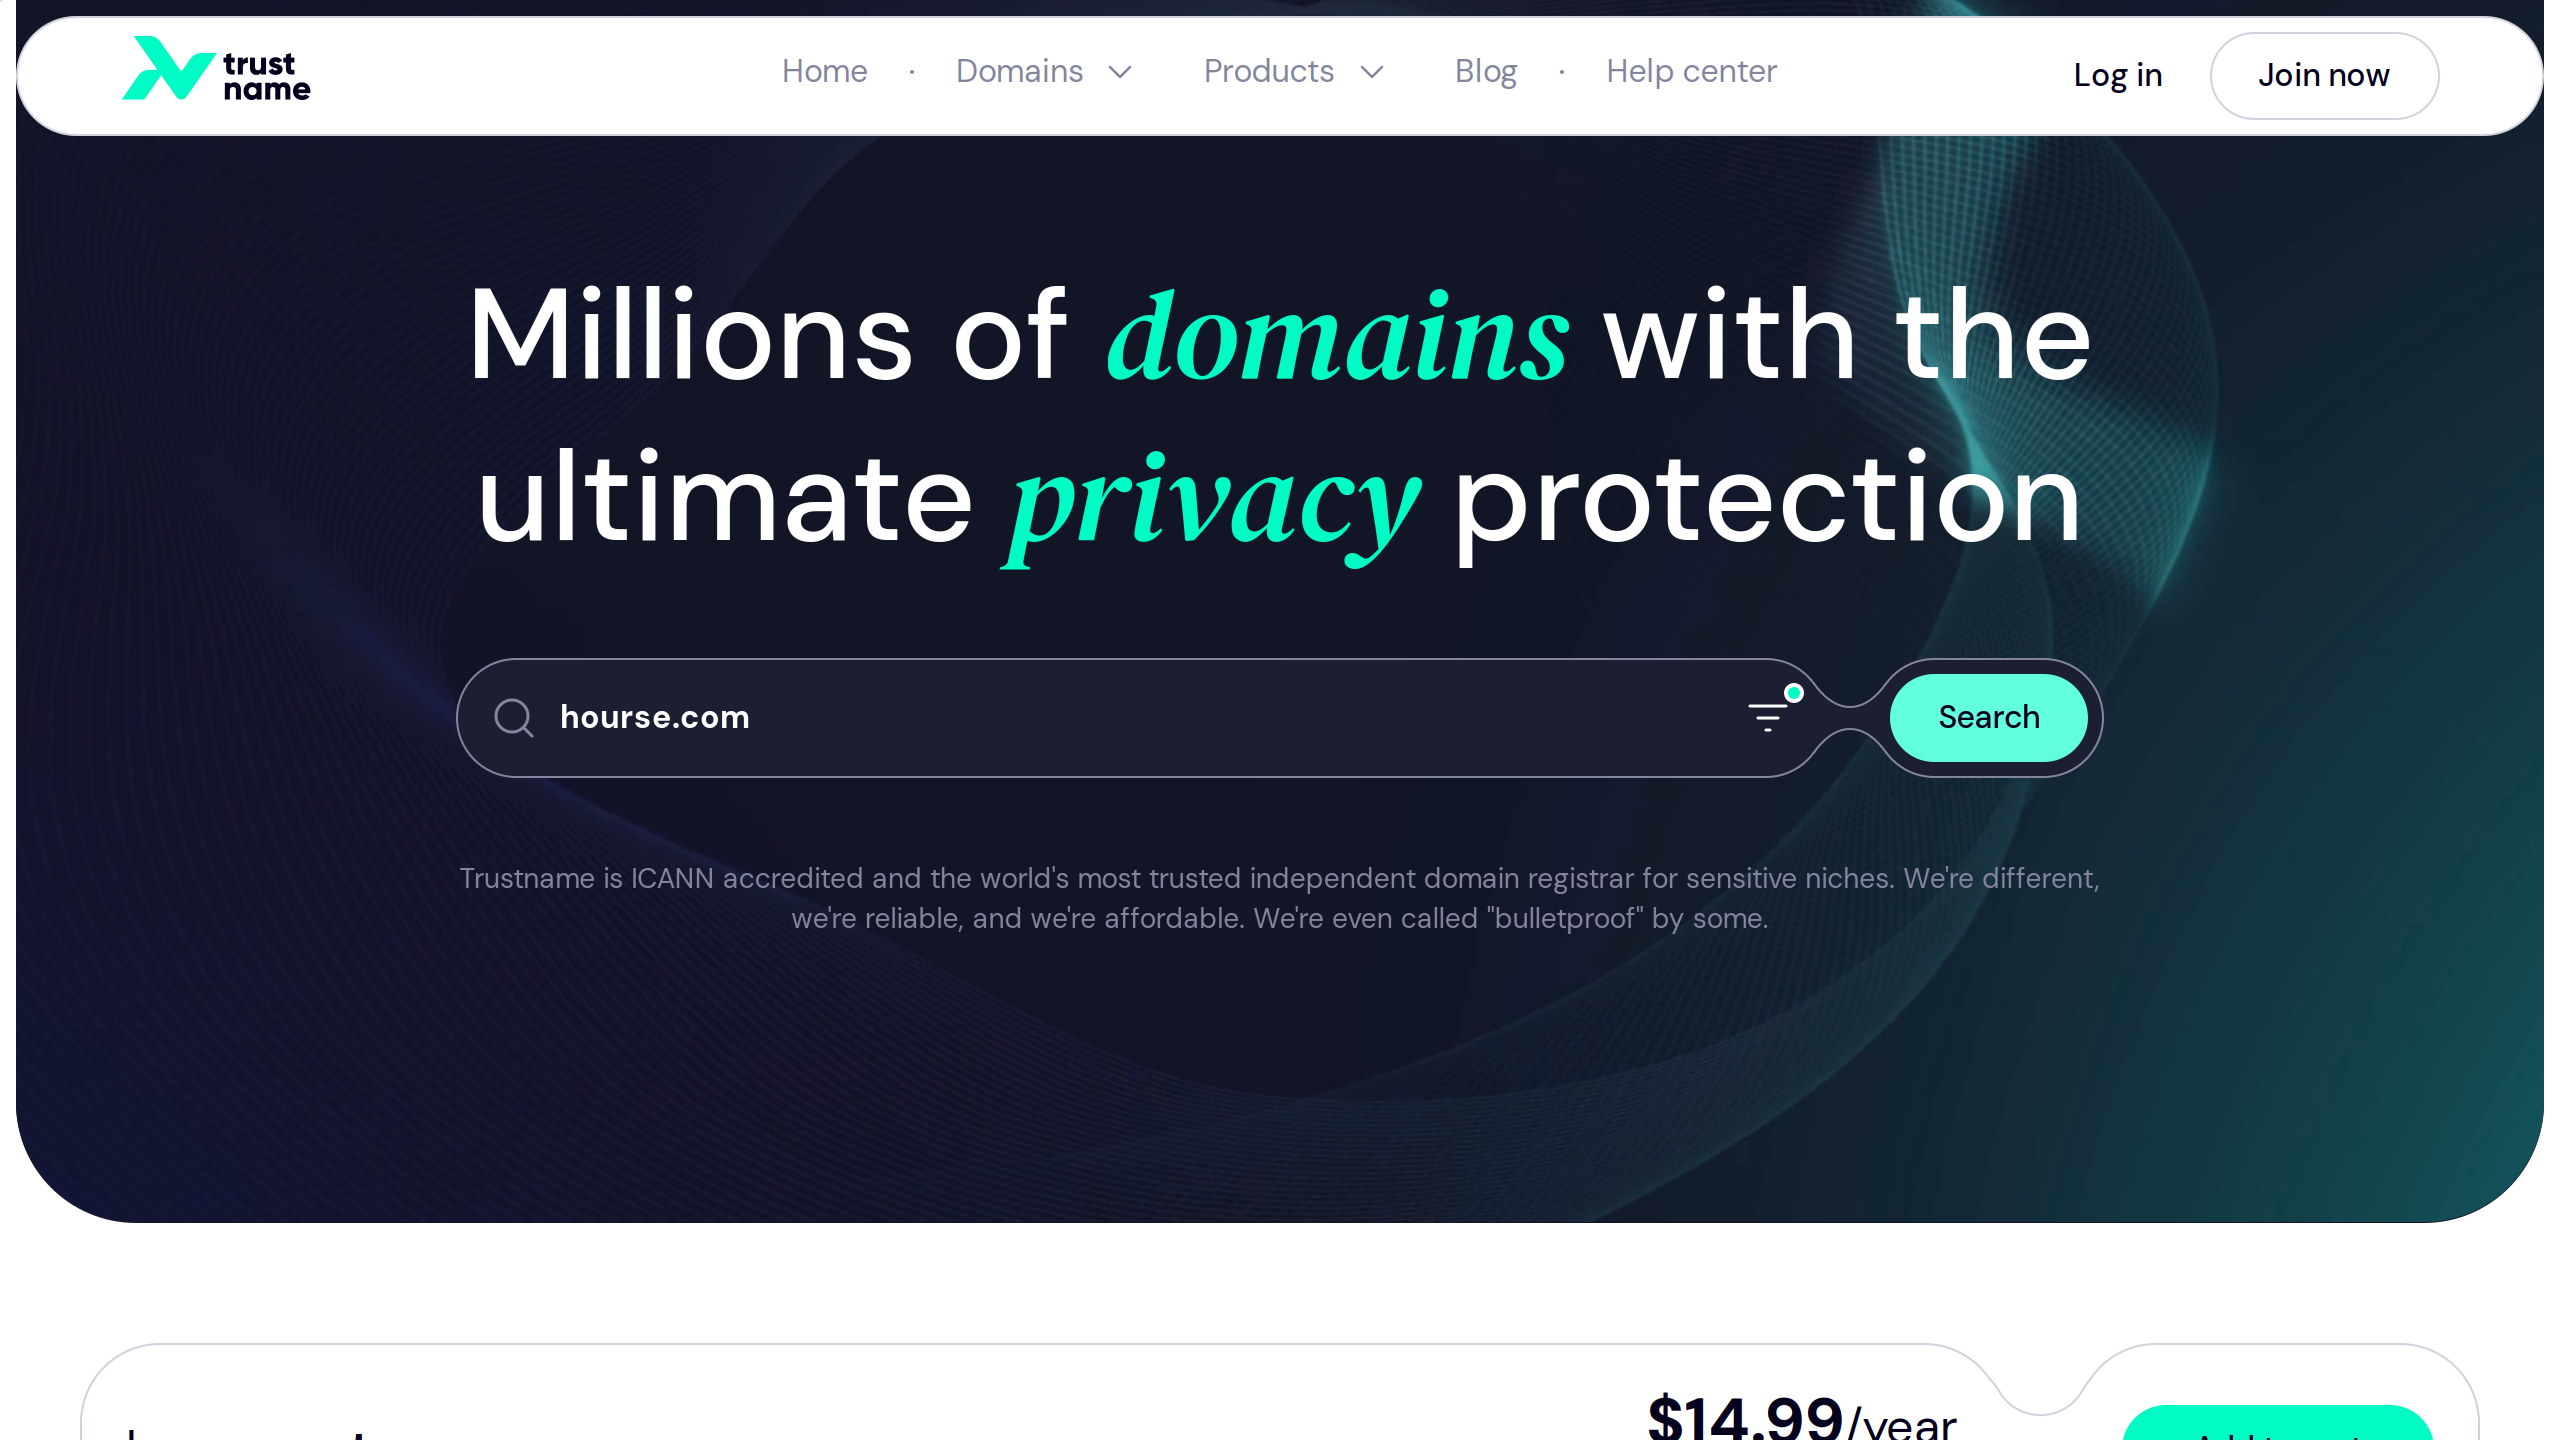 trust
name
Home · Domains Products Blog · Help center
Log in
Join now
Millions of domains with the
ultimate privacy protection
hourse.com
Search
Trustname is ICANN accredited and the world's most trusted independent domain registrar for sensitive niches. We're different,
we're reliable, and we're affordable. We're even called "bulletproof" by some.
$14.99/year